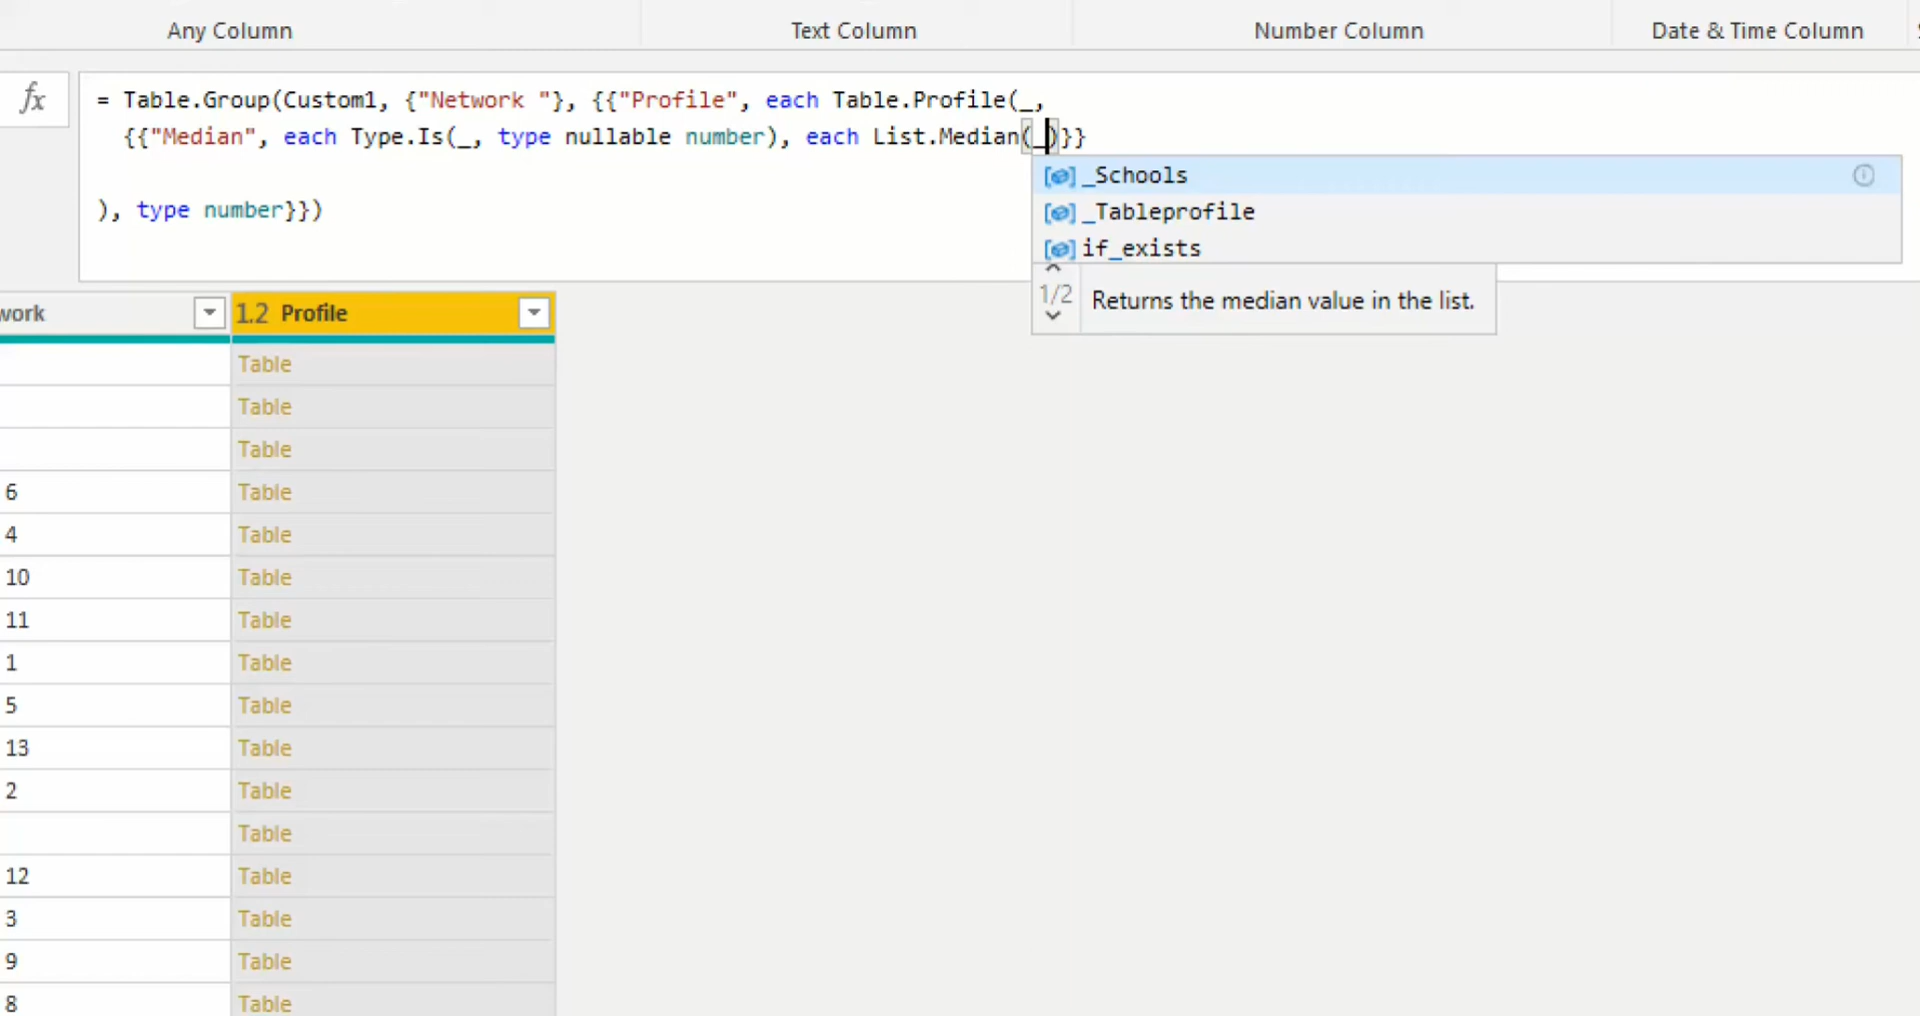 Any Column Text Column Number Column Date & Time Column
fx
= Table.Group(Custom1, {"Network "}, {{"Profile", each Table.Profile(_,
{{"Median", each Type.Is(_, type nullable number), each List.Median(_)}}
), type number}})
_Schools
_Tableprofile
if_exists
1/2 Returns the median value in the list.
work 1.2 Profile
Table
Table
Table
6 Table
4 Table
10 Table
11 Table
1 Table
5 Table
13 Table
2 Table
Table
12 Table
3 Table
9 Table
8 Table